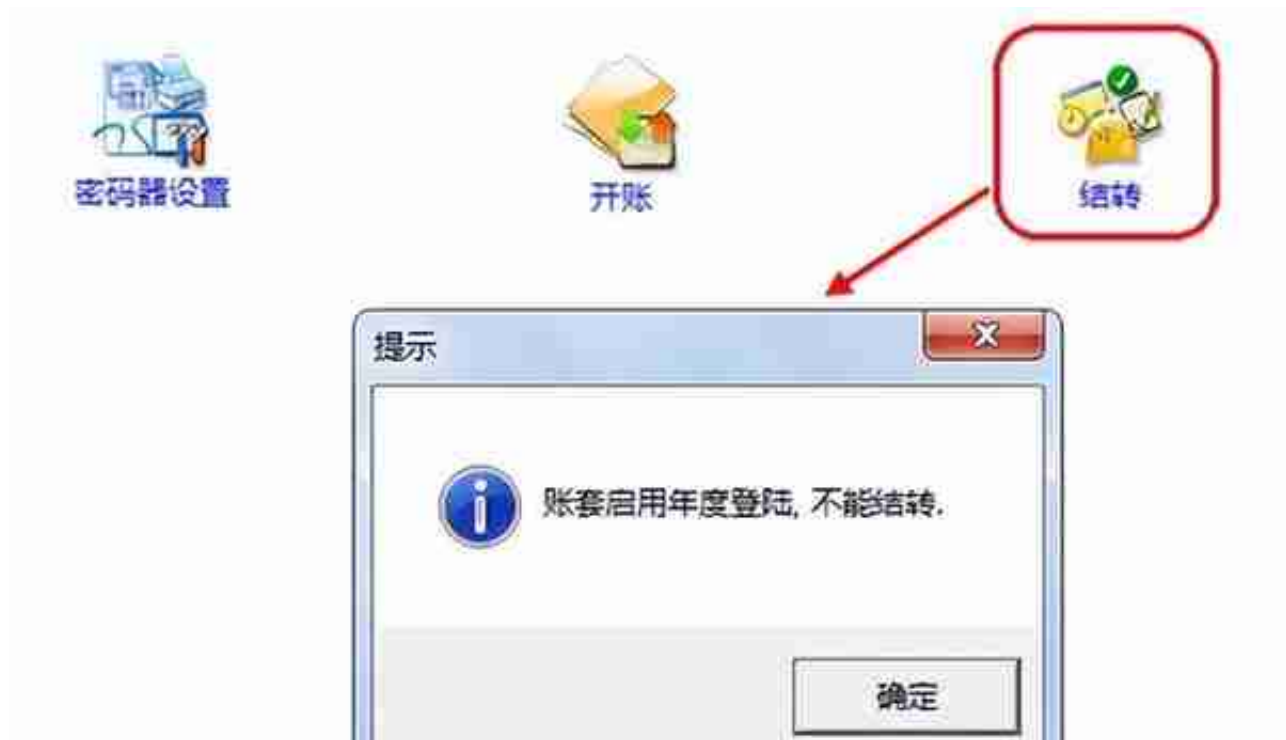 密码器设置
开账
结转
提示
账套启用年度登陆, 不能结转.
确定